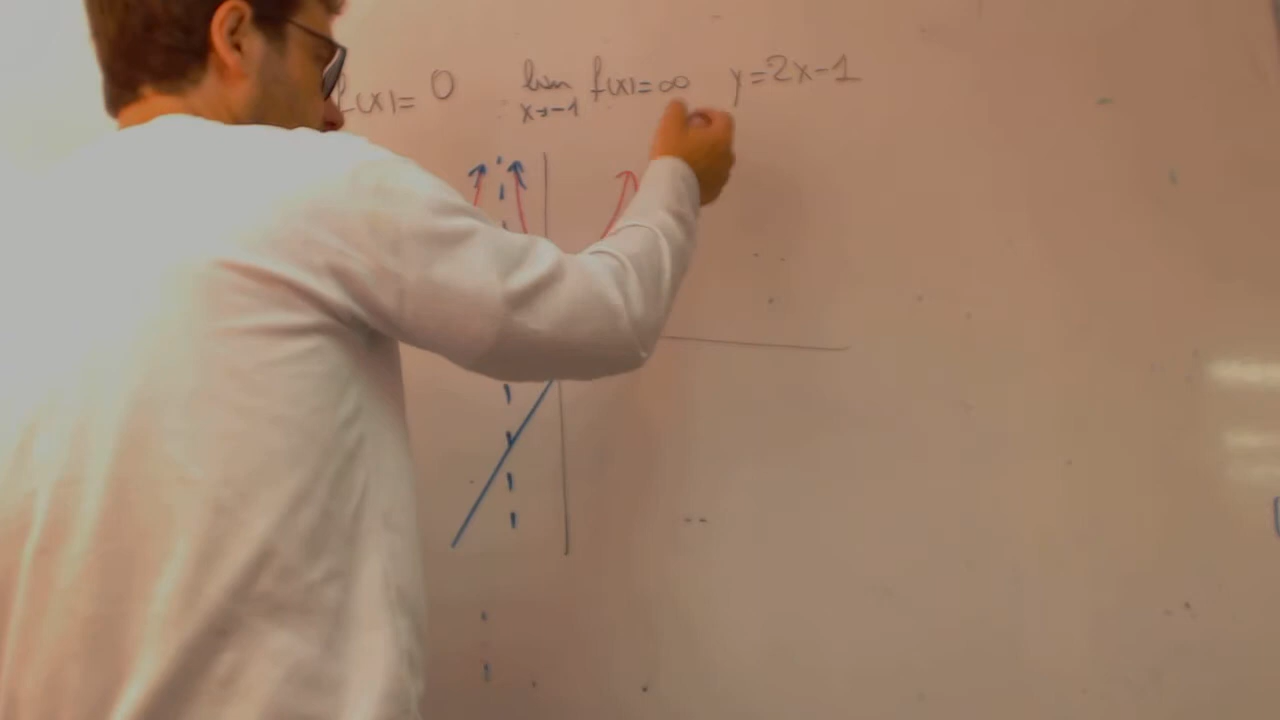 f(x)= 0 lim f(x)=∞ y=2x-1
x→-1